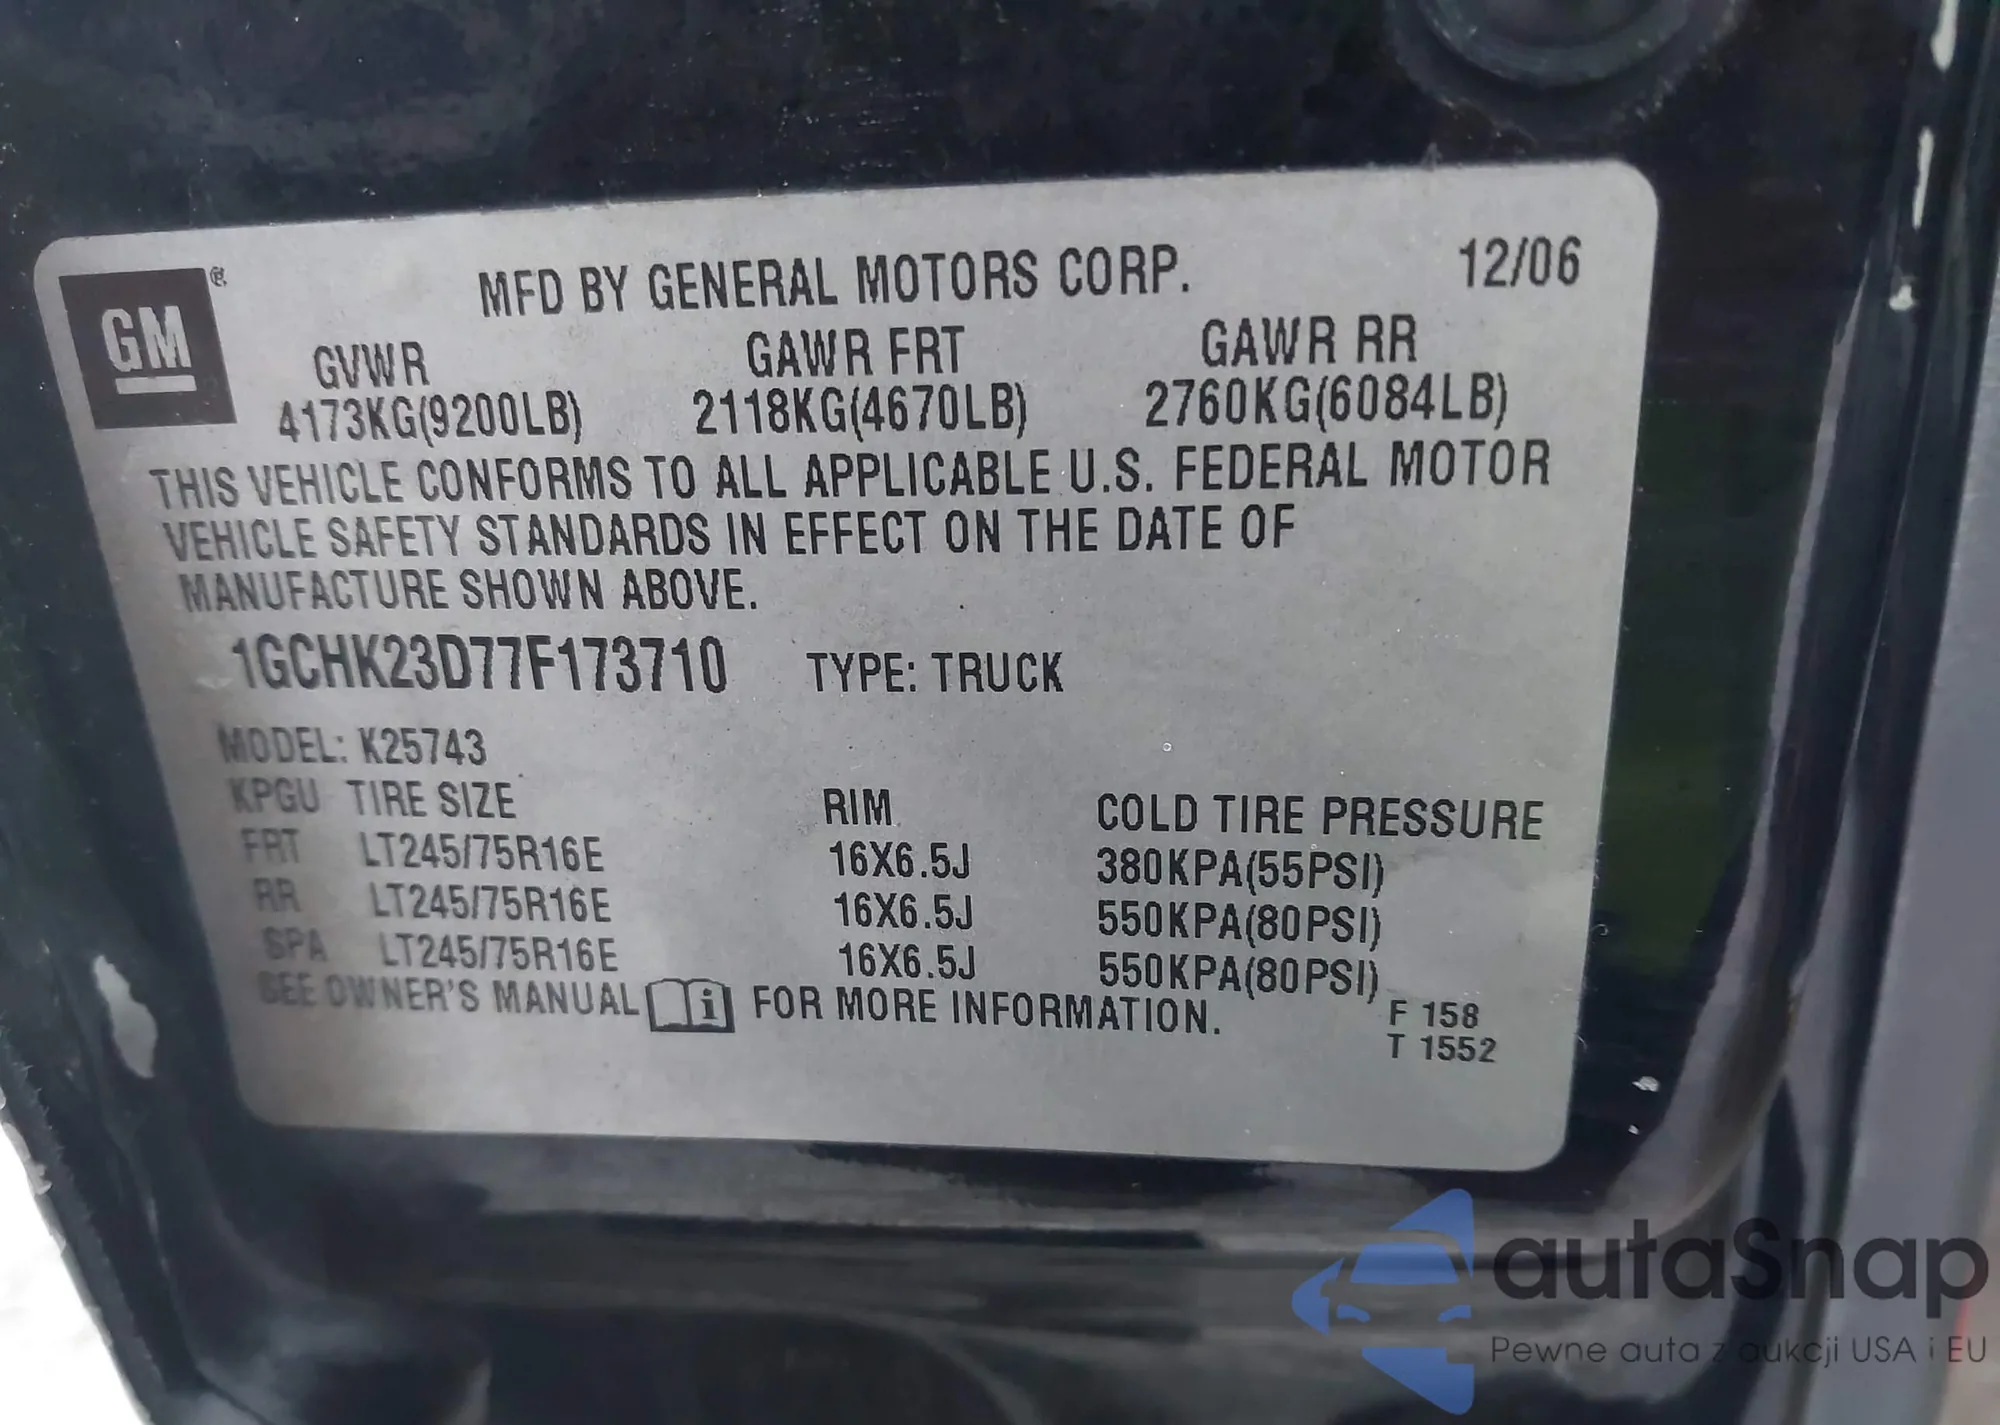 GM ®
MFD BY GENERAL MOTORS CORP. 12/06
GVWR GAWR FRT GAWR RR
4173KG(9200LB) 2118KG(4670LB) 2760KG(6084LB)
THIS VEHICLE CONFORMS TO ALL APPLICABLE U.S. FEDERAL MOTOR
VEHICLE SAFETY STANDARDS IN EFFECT ON THE DATE OF
MANUFACTURE SHOWN ABOVE.
1GCHK23D77F173710 TYPE: TRUCK
MODEL: K25743
KPGU TIRE SIZE RIM COLD TIRE PRESSURE
FRT LT245/75R16E 16X6.5J 380KPA(55PSI)
RR LT245/75R16E 16X6.5J 550KPA(80PSI)
SPA LT245/75R16E 16X6.5J 550KPA(80PSI)
SEE OWNER'S MANUAL i FOR MORE INFORMATION.
F 158
T 1552
autaSnap
Pewne auta z aukcji USA i EU